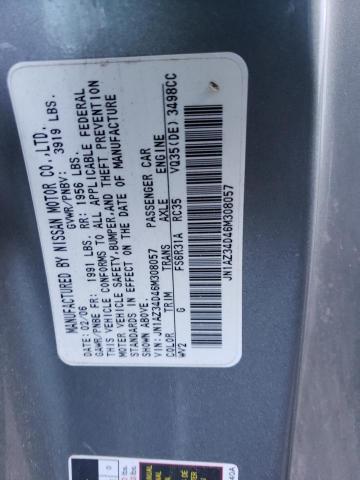 MANUFACTURED BY NISSAN MOTOR CO.,LTD.
DATE: 02/06 GVWR/PNBV: 3919 LBS.
GAWR/PNBE FR: 1991 LBS. RR: 1956 LBS.
THIS VEHICLE CONFORMS TO ALL APPLICABLE FEDERAL
MOTOR VEHICLE SAFETY,BUMPER,AND THEFT PREVENTION
STANDARDS IN EFFECT ON THE DATE OF MANUFACTURE
SHOWN ABOVE.
VIN: JN1AZ34D46M308057 PASSENGER CAR
COLOR TRIM TRANS AXLE ENGINE
WV2 G FS6R31A RC35 VQ35(DE) 3498CC
JN1AZ34D46M308057